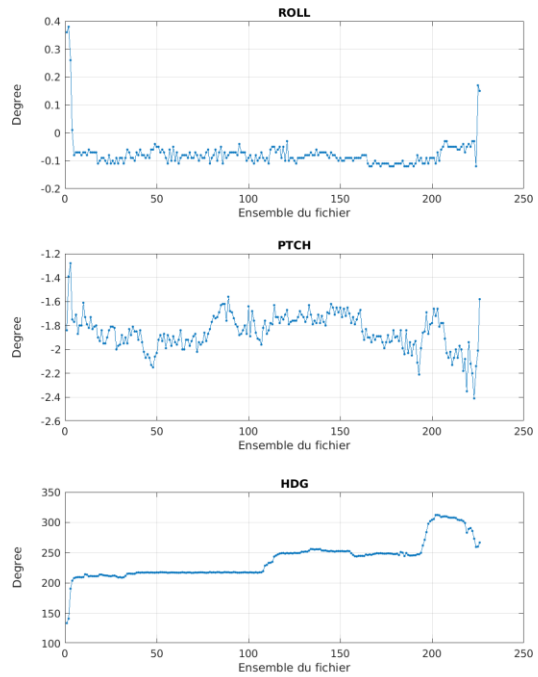 ROLL
0.4
0.3
0.2
0.1
0
-0.1
-0.2
Degree
0 50 100 150 200 250
Ensemble du fichier
PTCH
-1.2
-1.4
-1.6
-1.8
-2
-2.2
-2.4
-2.6
Degree
0 50 100 150 200 250
Ensemble du fichier
HDG
350
300
250
200
150
100
Degree
0 50 100 150 200 250
Ensemble du fichier